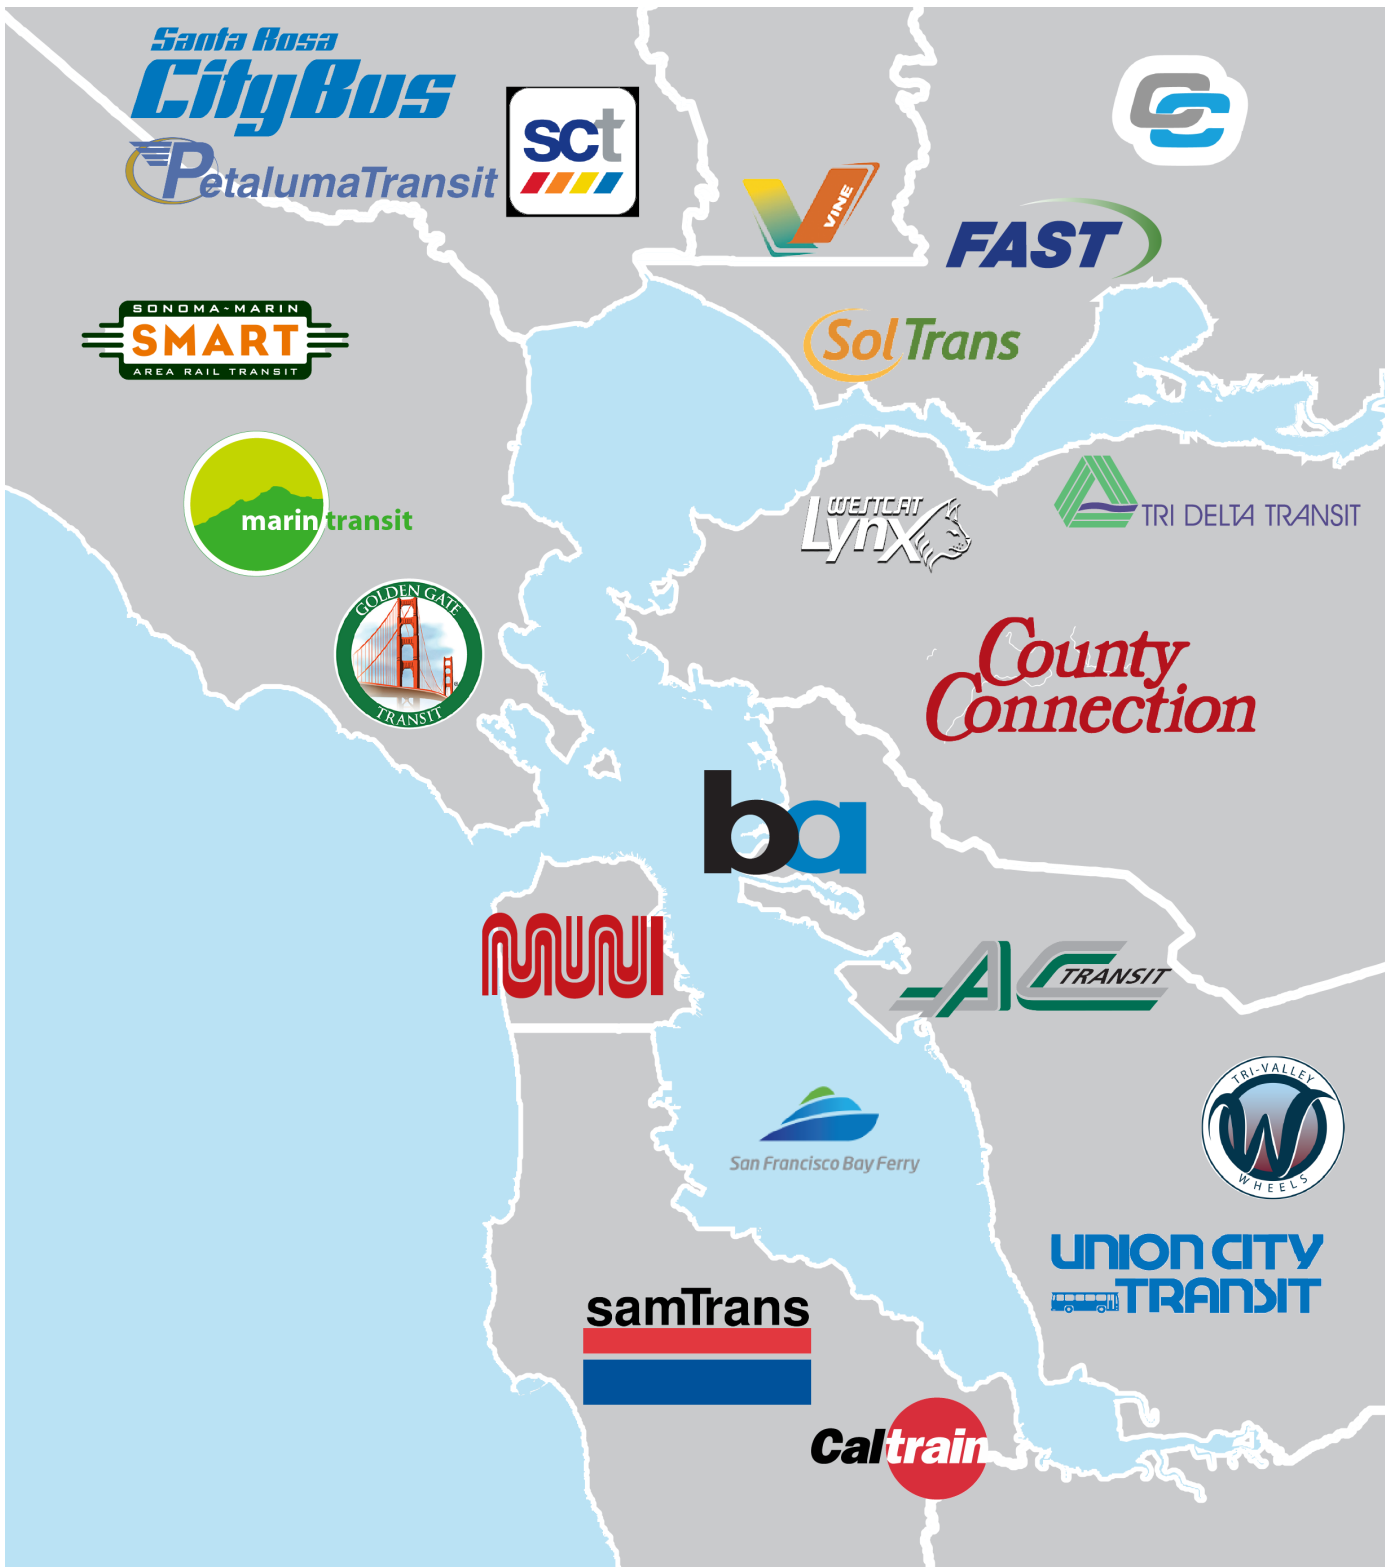 Santa Rosa
CityBus
PetalumaTransit
sct
VINE
CC
FAST
SONOMA~MARIN
SMART
AREA RAIL TRANSIT
SolTrans
marin transit
WESTCAT
Lynx
TRI DELTA TRANSIT
GOLDEN GATE
TRANSIT
County
Connection
ba
MUNI
AC TRANSIT
TRI-VALLEY
W
WHEELS
San Francisco Bay Ferry
UNION CITY
TRANSIT
samTrans
Caltrain